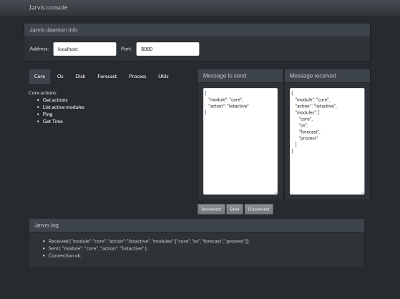 Jarvis console
Jarvis daemon info
Address: localhost Port: 8000
Core Os Disk Forecast Process Utils
Core actions:
Get actions
List active modules
Ping
Get Time
Message to send
{
"module": "core",
"action": "listactive"
}
Message received
{
"module": "core",
"action": "listactive",
"modules": [
"core",
"os",
"forecast",
"process"
]
}
Reconnect Send Disconnect
Jarvis log
Received {"module":"core","action":"listactive","modules":["core","os","forecast","process"]};
Sent { "module": "core", "action": "listactive" };
Connection ok;